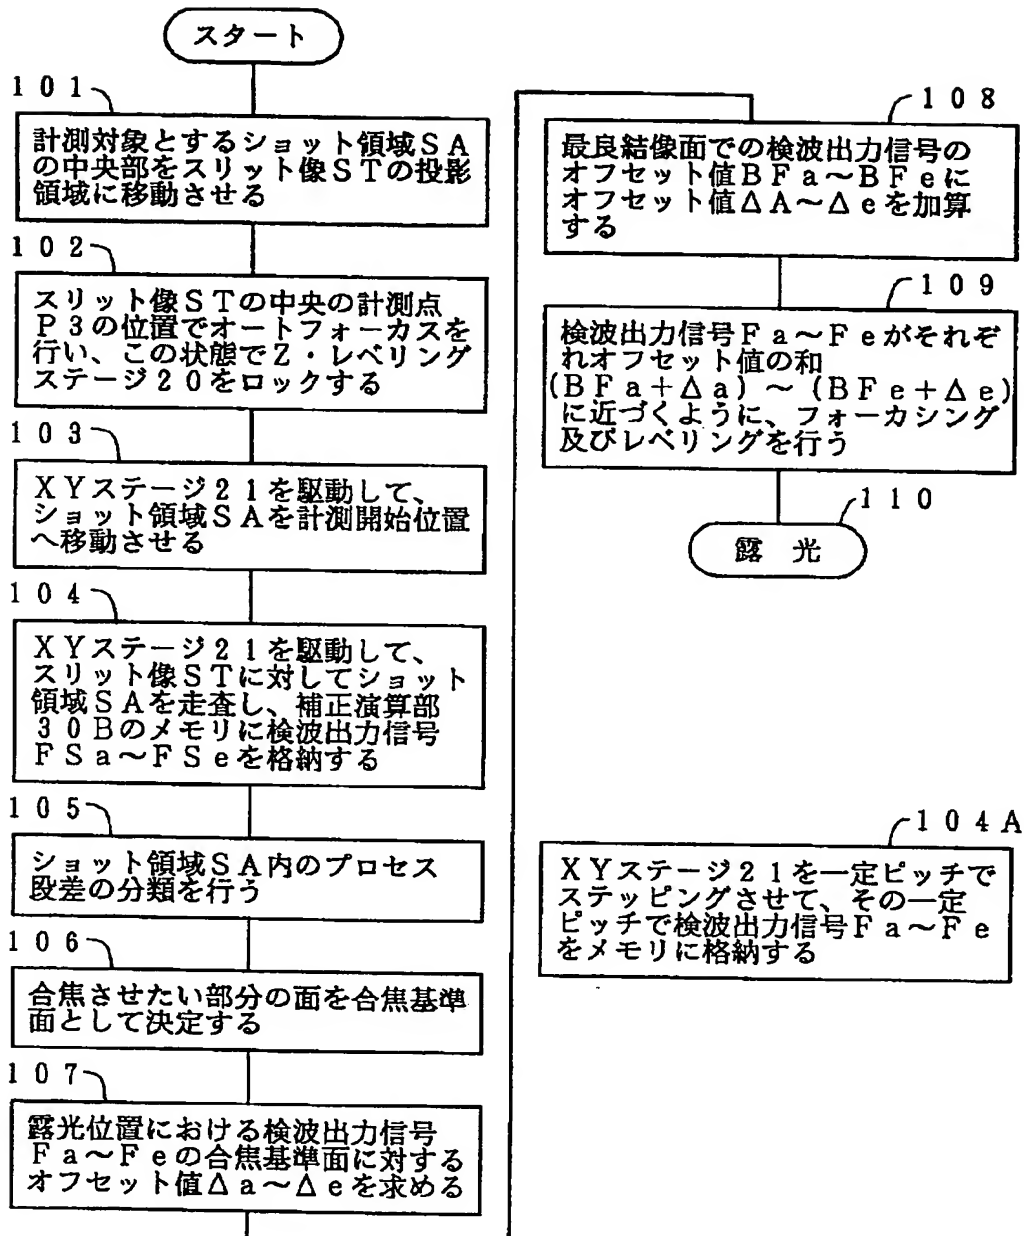 スタート
101
計測対象とするショット領域SA
の中央部をスリット像STの投影
領域に移動させる
102
スリット像STの中央の計測点
P3の位置でオートフォーカスを
行い、この状態でZ・レベリング
ステージ20をロックする
103
XYステージ21を駆動して、
ショット領域SAを計測開始位置
へ移動させる
104
XYステージ21を駆動して、
スリット像STに対してショット
領域SAを走査し、補正演算部
30Bのメモリに検波出力信号
FSa~FSeを格納する
105
ショット領域SA内のプロセス
段差の分類を行う
106
合焦させたい部分の面を合焦基準
面として決定する
107
露光位置における検波出力信号
Fa~Feの合焦基準面に対する
オフセット値Δa~Δeを求める
108
最良結像面での検波出力信号の
オフセット値BFa~BFeに
オフセット値ΔA~Δeを加算
する
109
検波出力信号Fa~Feがそれぞ
れオフセット値の和
(BFa+Δa)~(BFe+Δe)
に近づくように、フォーカシング
及びレベリングを行う
110
露 光
104A
XYステージ21を一定ピッチで
ステッピングさせて、その一定
ピッチで検波出力信号Fa~Fe
をメモリに格納する